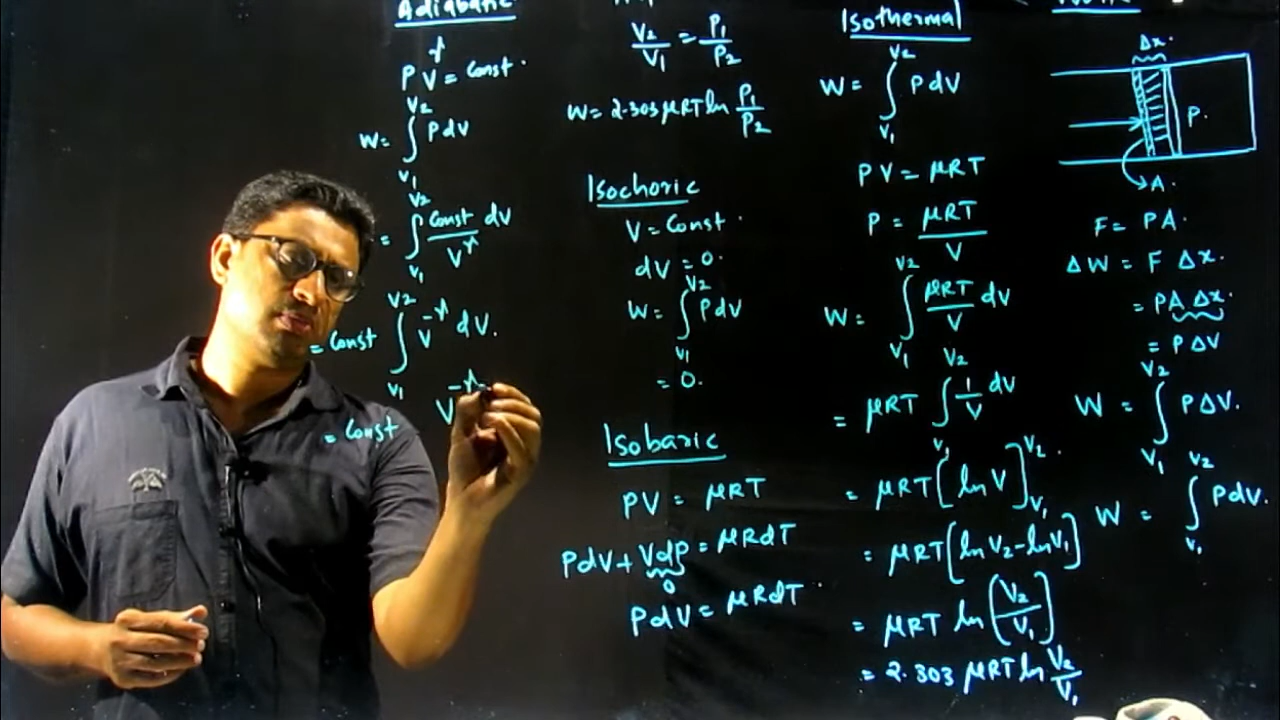 Adiabatic
PV^γ = Const.
W = ∫_{V1}^{V2} PdV
= ∫_{V1}^{V2} Const/V^γ dV
= Const ∫_{V1}^{V2} V^{-γ} dV.
= Const V^{-γ
V2/V1 = P1/P2
W = 2.303 μRT ln P1/P2
Isochoric
V = Const.
dV = 0.
W = ∫_{V1}^{V2} PdV
= 0.
Isobaric
PV = μRT
PdV + VdP = μRdT
0
PdV = μRdT.
Isothermal
W = ∫_{V1}^{V2} PdV
PV = μRT
P = μRT/V
W = ∫_{V1}^{V2} μRT/V dV
= μRT ∫_{V1}^{V2} 1/V dV
= μRT [ln V]_{V1}^{V2}.
= μRT [ln V2 - ln V1]
= μRT ln (V2/V1)
= 2.303 μRT ln V2/V1
Δx.
P.
A.
F = PA.
ΔW = F Δx.
= PA Δx.
= PΔV
W = ∫_{V1}^{V2} PΔV.
W = ∫_{V1}^{V2} PdV.